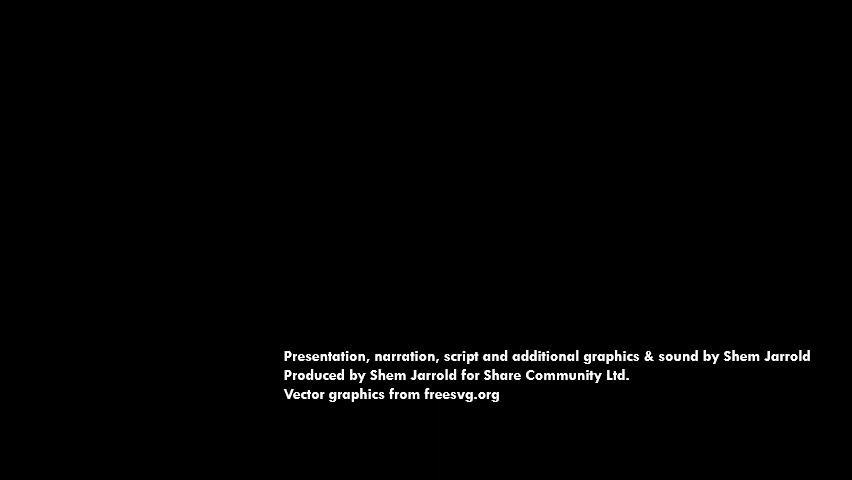 Presentation, narration, script and additional graphics & sound by Shem Jarrold
Produced by Shem Jarrold for Share Community Ltd.
Vector graphics from freesvg.org